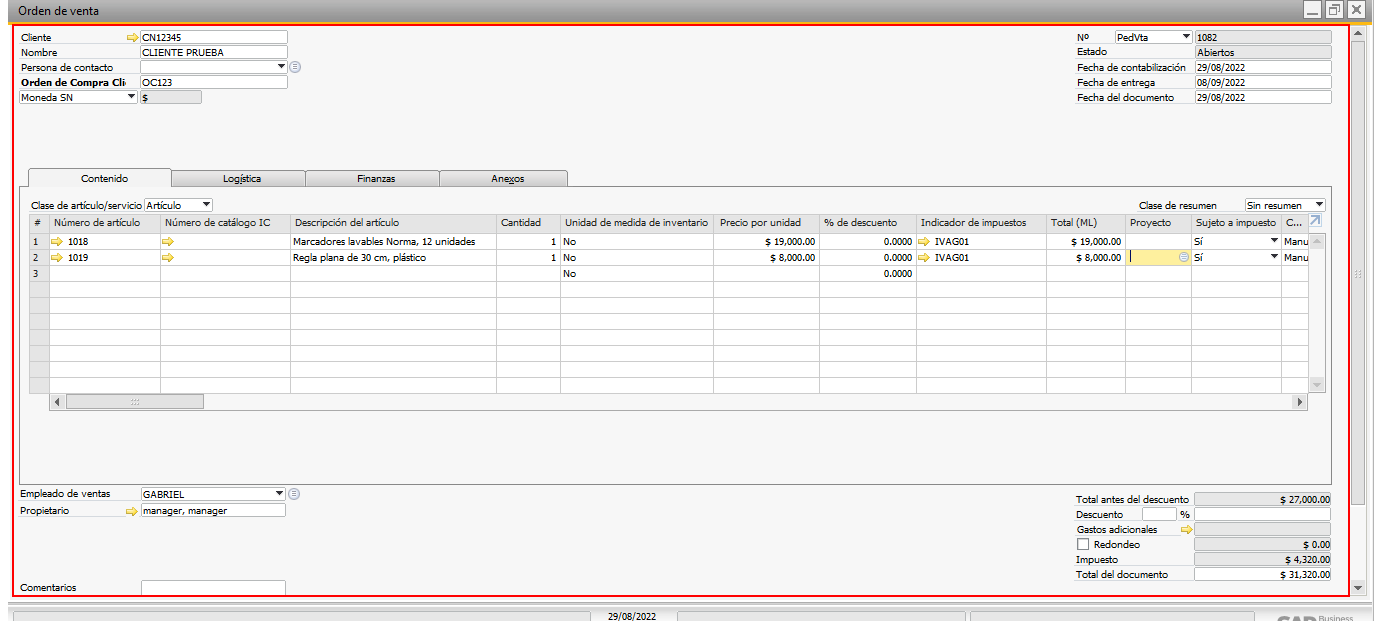 Orden de venta
Cliente CN12345
Nombre CLIENTE PRUEBA
Persona de contacto
Orden de Compra Cli OC123
Moneda SN $
Nº PedVta 1082
Estado Abiertos
Fecha de contabilización 29/08/2022
Fecha de entrega 08/09/2022
Fecha del documento 29/08/2022
Contenido Logística Finanzas Anexos
Clase de artículo/servicio Artículo Clase de resumen Sin resumen
# Número de artículo Número de catálogo IC Descripción del artículo Cantidad Unidad de medida de inventario Precio por unidad % de descuento Indicador de impuestos Total (ML) Proyecto Sujeto a impuesto C...
1 1018 Marcadores lavables Norma, 12 unidades 1 No $ 19,000.00 0.0000 IVAG01 $ 19,000.00 Sí Manu
2 1019 Regla plana de 30 cm, plástico 1 No $ 8,000.00 0.0000 IVAG01 $ 8,000.00 Sí Manu
3 No 0.0000
Empleado de ventas GABRIEL
Propietario manager, manager
Comentarios
Total antes del descuento $ 27,000.00
Descuento %
Gastos adicionales
Redondeo $ 0.00
Impuesto $ 4,320.00
Total del documento $ 31,320.00
29/08/2022
SAP Business